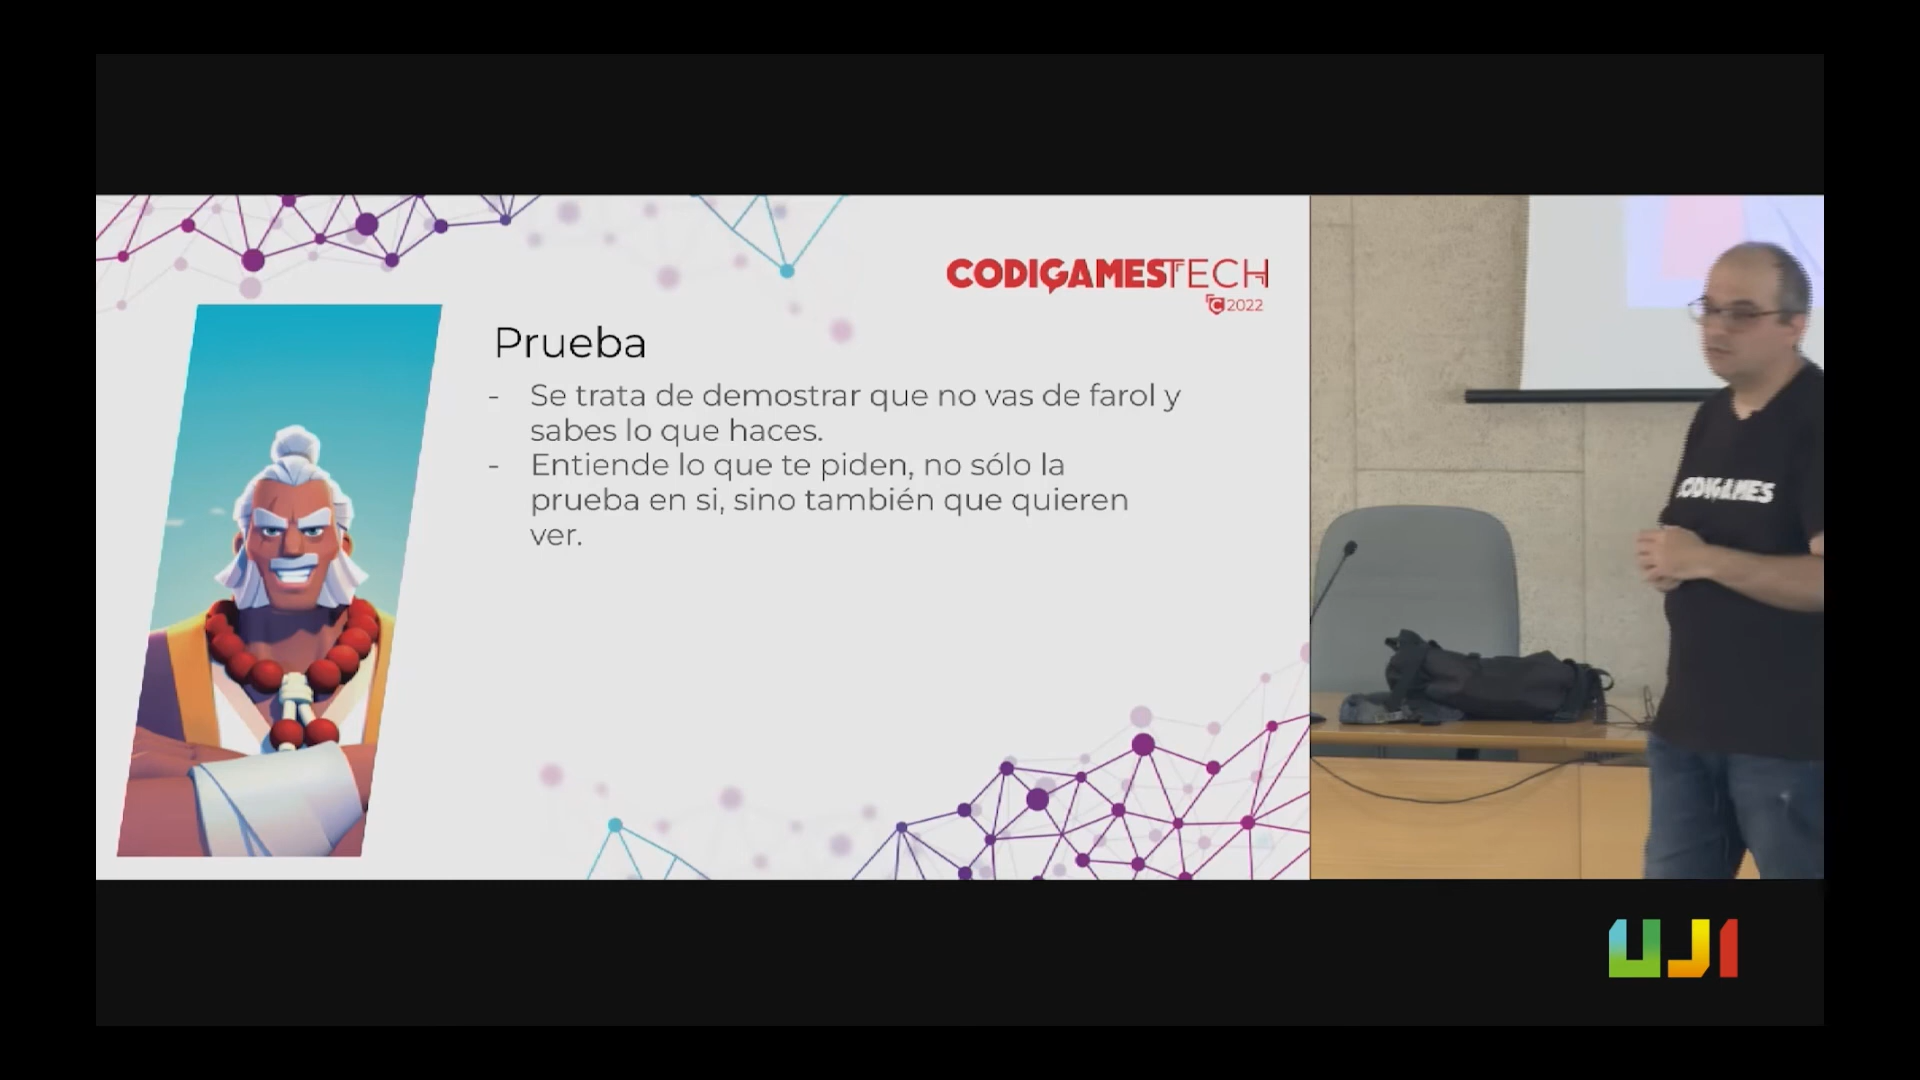 CODIGAMESTECH
C 2022
Prueba
- Se trata de demostrar que no vas de farol y
sabes lo que haces.
- Entiende lo que te piden, no sólo la
prueba en si, sino también que quieren
ver.
CODIGAMES
UJI